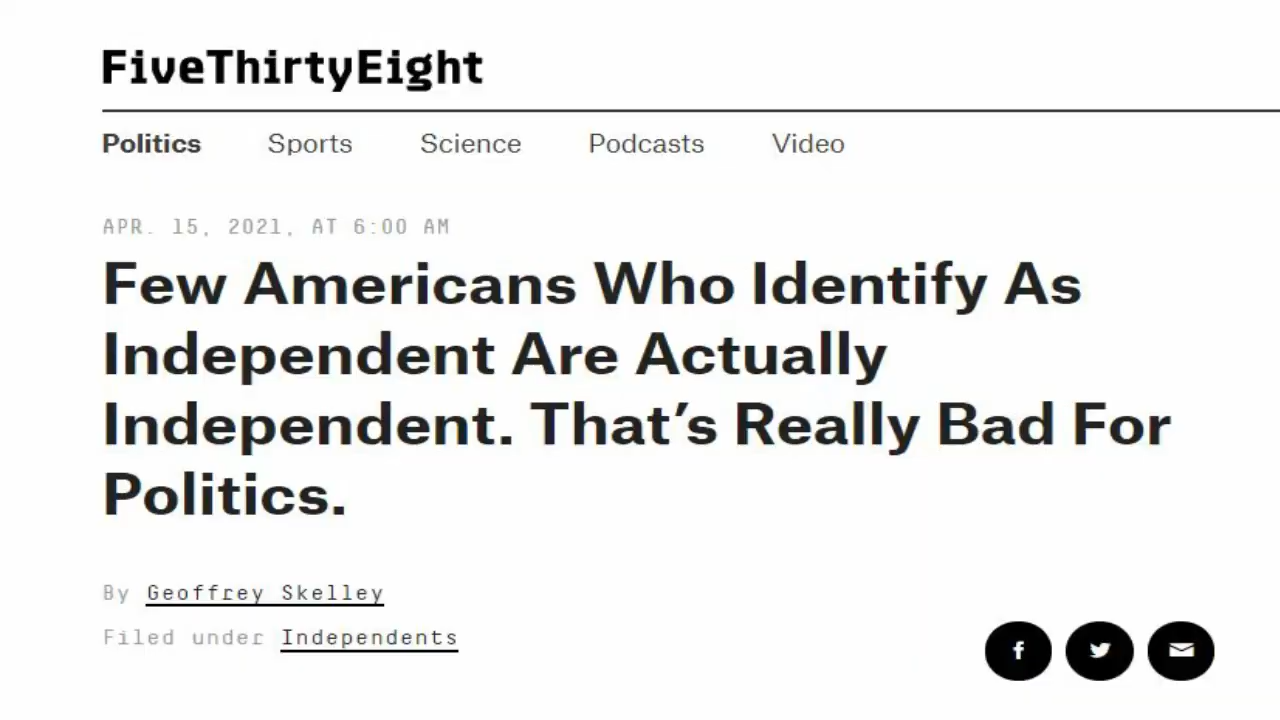 FiveThirtyEight
Politics Sports Science Podcasts Video
APR. 15, 2021, AT 6:00 AM
Few Americans Who Identify As
Independent Are Actually
Independent. That’s Really Bad For
Politics.
By Geoffrey Skelley
Filed under Independents